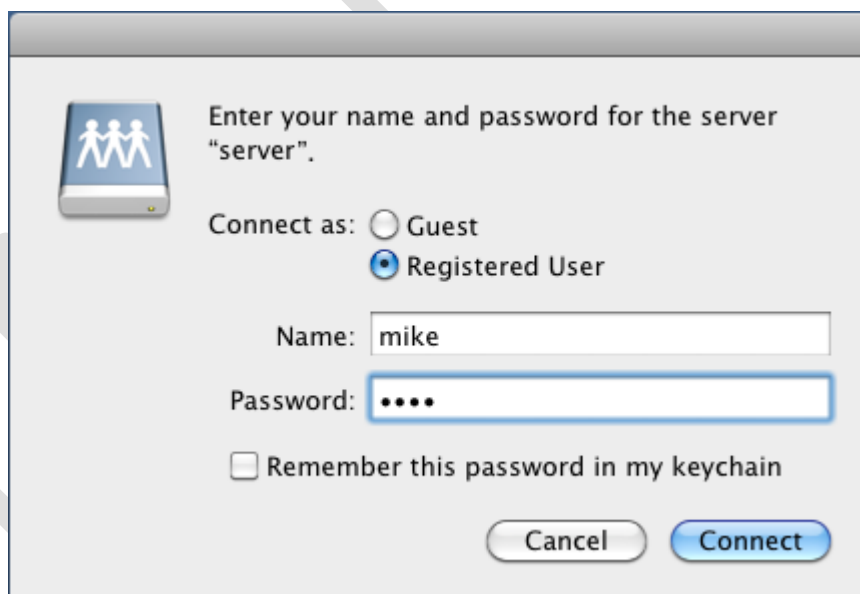 Enter your name and password for the server
“server”.
Connect as: Guest
Registered User
Name: mike
Password: ••••
Remember this password in my keychain
Cancel Connect